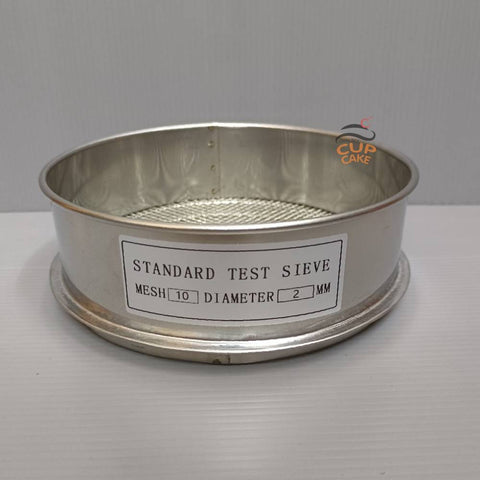 CUP
CAKE
STANDARD TEST SIEVE
MESH 10 DIAMETER 2 MM